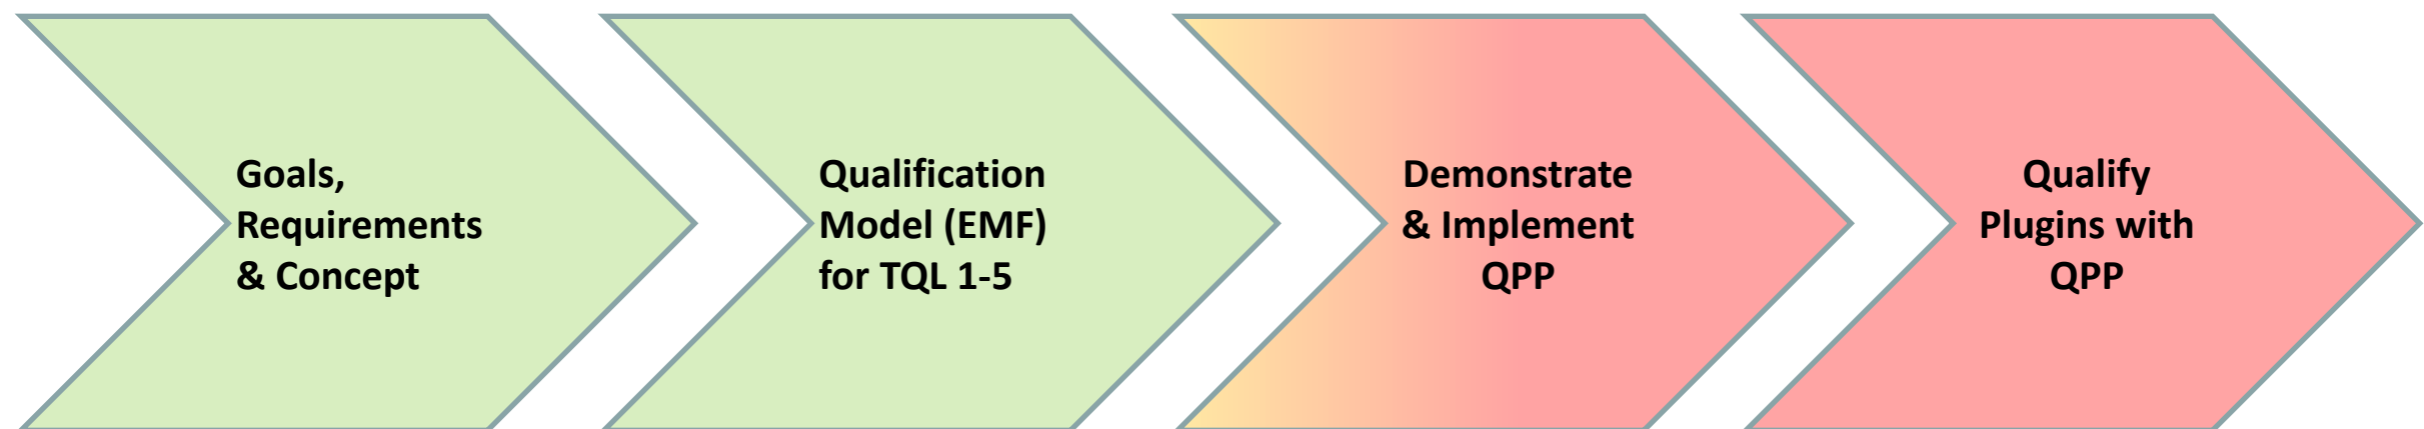 Goals,
Requirements
& Concept
Qualification
Model (EMF)
for TQL 1-5
Demonstrate
& Implement
QPP
Qualify
Plugins with
QPP